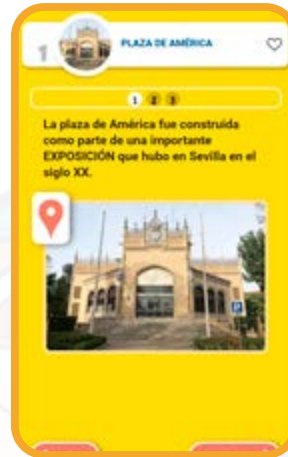 1
PLAZA DE AMÉRICA
1 2 3
La plaza de América fue construida
como parte de una importante
EXPOSICIÓN que hubo en Sevilla en el
siglo XX.
P